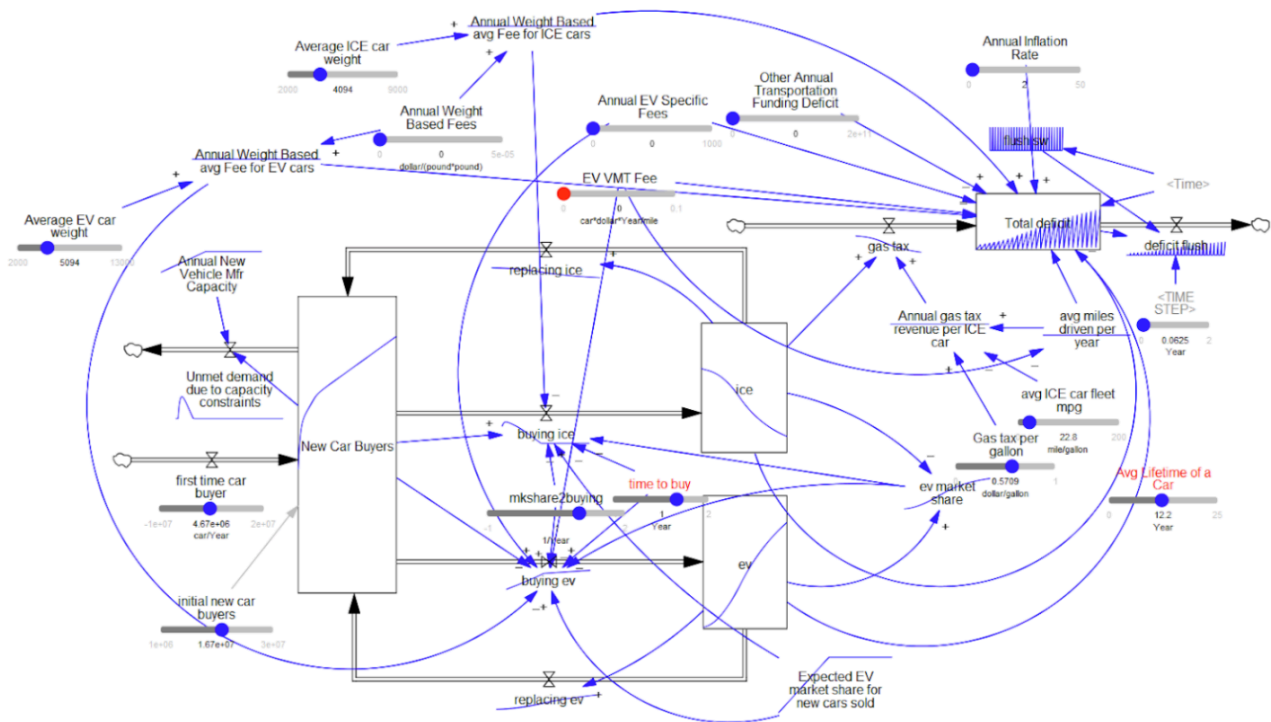 Annual Weight Based
avg Fee for ICE cars
Average ICE car
weight
2000
4094
9000
Annual Weight
Based Fees
0
0
5e-05
dollar/(pound*pound)
Annual EV Specific
Fees
0
0
1000
Other Annual
Transportation
Funding Deficit
0
0
2e+11
Annual Inflation
Rate
0
2
50
flush sw
<Time>
Annual Weight Based
avg Fee for EV cars
EV VMT Fee
0
0
0.1
car*dollar*Year/mile
Average EV car
weight
2000
5094
13000
Total deficit
deficit flush
gas tax
<TIME
STEP>
0
0.0625
2
Year
Annual New
Vehicle Mfr
Capacity
replacing ice
Annual gas tax
revenue per ICE
car
avg miles
driven per
year
Unmet demand
due to capacity
constraints
New Car Buyers
ice
buying ice
avg ICE car fleet
mpg
22.8
200
mile/gallon
Gas tax per
gallon
0
0.5709
1
dollar/gallon
first time car
buyer
-1e+07
4.67e+06
2e+07
car/Year
ev market
share
Avg Lifetime of a
Car
0
12.2
25
Year
mkshare2buying
-1
2
1/year
time to buy
1
2
Year
buying ev
ev
initial new car
buyers
1e+06
1.67e+07
3e+07
replacing ev
Expected EV
market share for
new cars sold